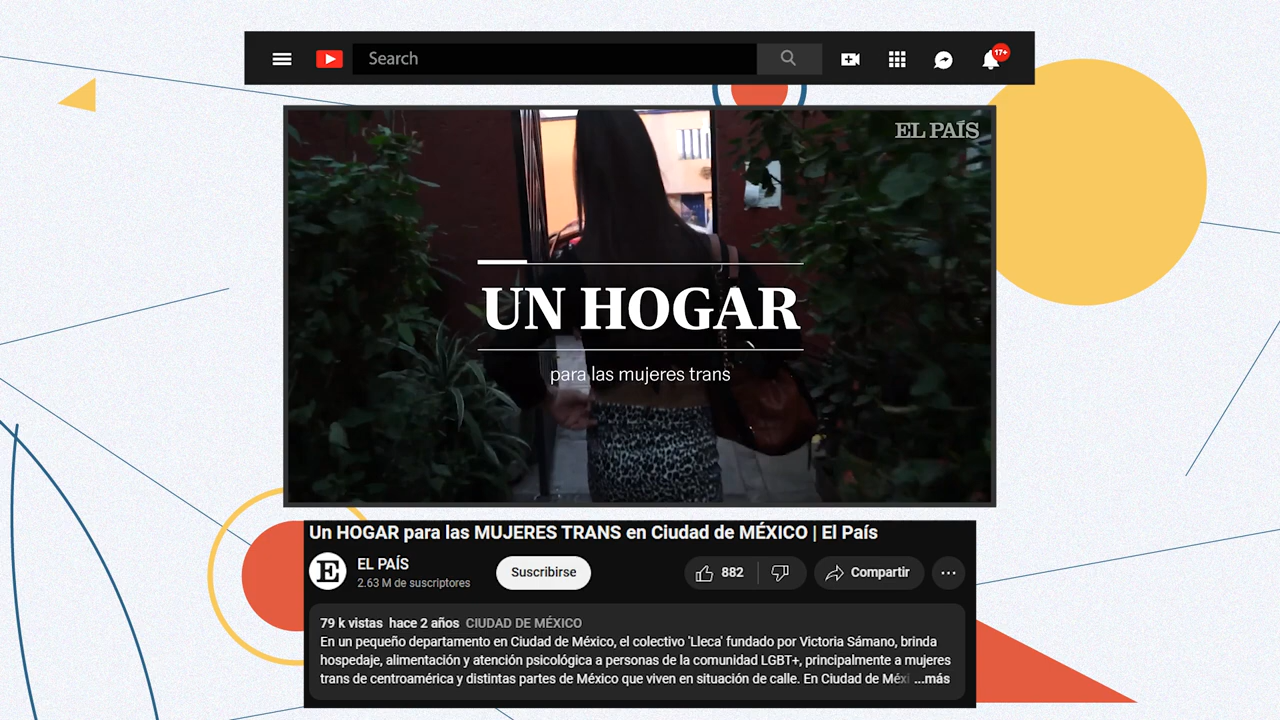 Search
17+
EL PAÍS
UN HOGAR
para las mujeres trans
Un HOGAR para las MUJERES TRANS en Ciudad de MÉXICO | El País
E
EL PAÍS
2.63 M de suscriptores
Suscribirse
882
Compartir
79 k vistas hace 2 años CIUDAD DE MÉXICO
En un pequeño departamento en Ciudad de México, el colectivo 'Lleca' fundado por Victoria Sámano, brinda
hospedaje, alimentación y atención psicológica a personas de la comunidad LGBT+, principalmente a mujeres
trans de centroamérica y distintas partes de México que viven en situación de calle. En Ciudad de Méxi ...más